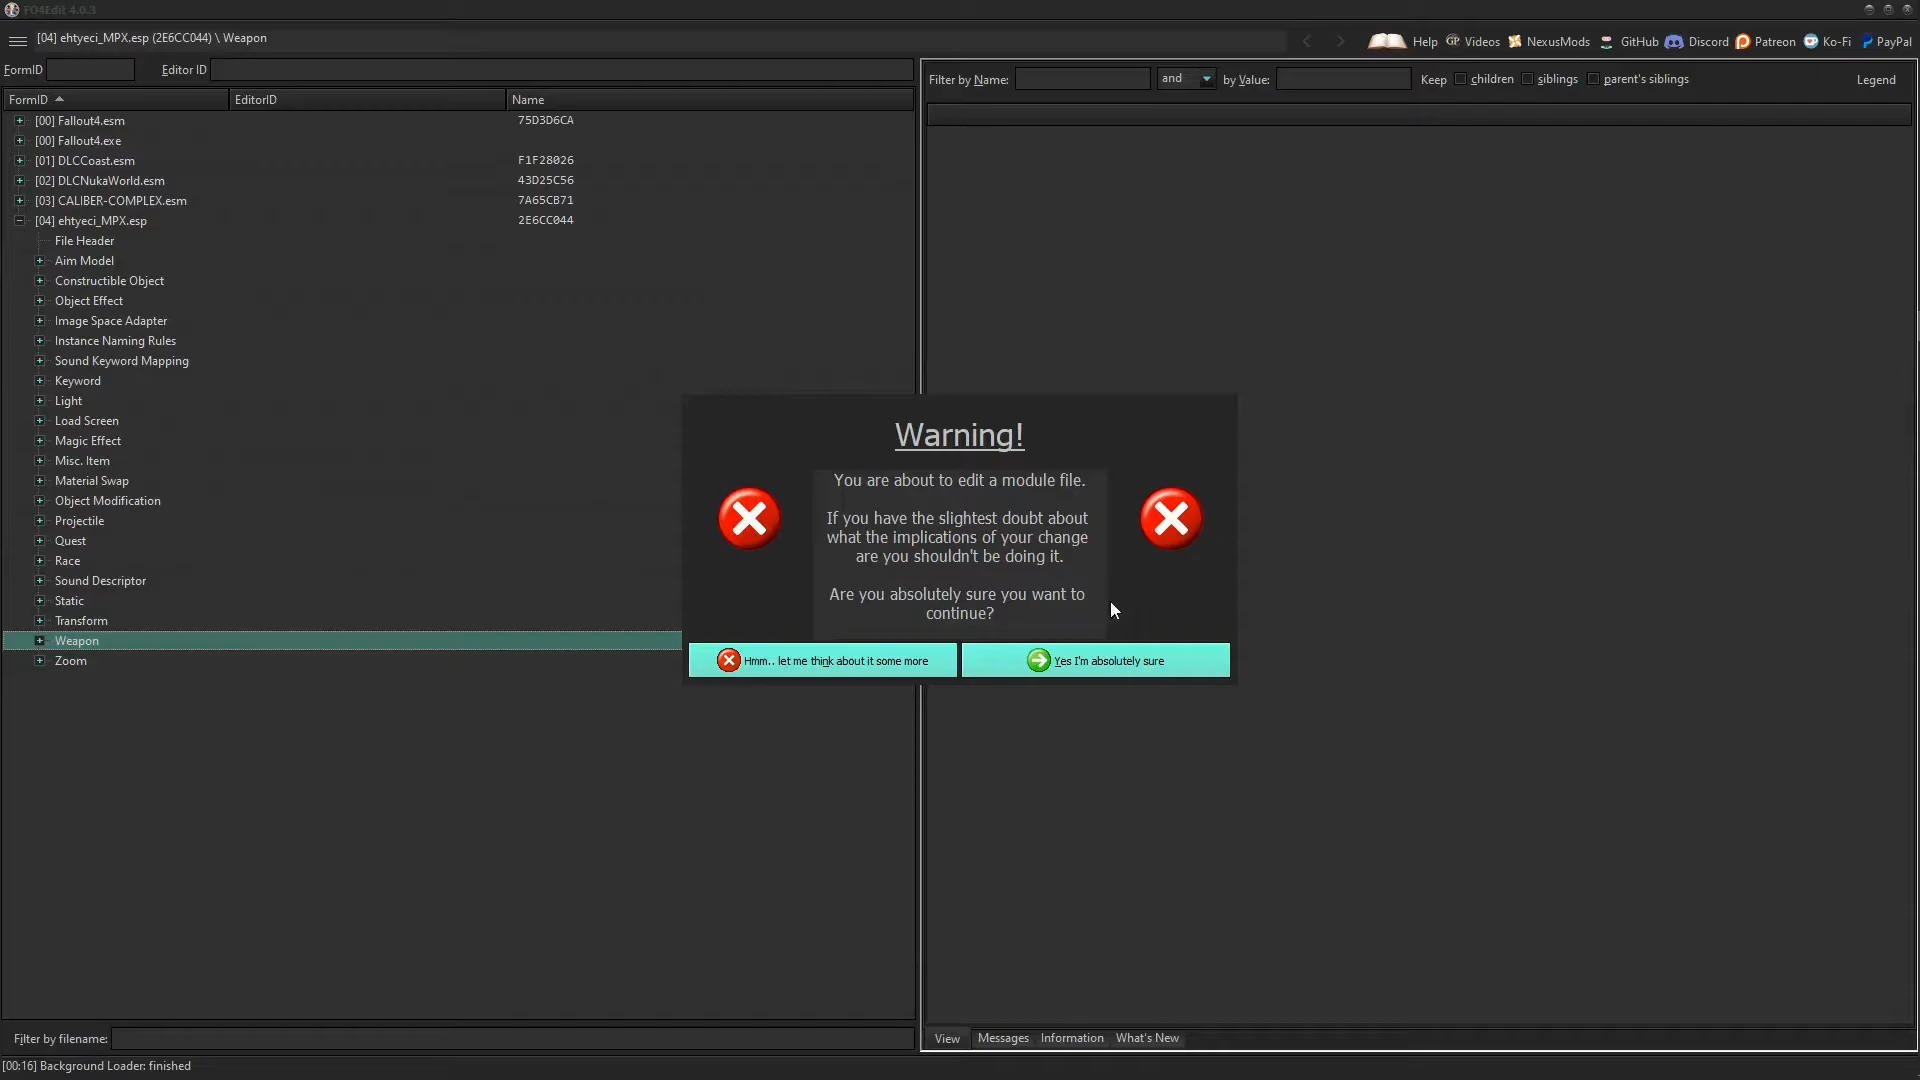 FO4Edit 4.0.3
[04] ehtyeci_MPX.esp (2E6CC044) \ Weapon
Help GP Videos NexusMods GitHub Discord Patreon Ko-Fi PayPal
FormID Editor ID
Filter by Name: and by Value: Keep children siblings parent's siblings Legend
FormID EditorID Name
[00] Fallout4.esm 75D3D6CA
[00] Fallout4.exe
[01] DLCCoast.esm F1F28026
[02] DLCNukaWorld.esm 43D25C56
[03] CALIBER-COMPLEX.esm 7A65CB71
[04] ehtyeci_MPX.esp 2E6CC044
File Header
Aim Model
Constructible Object
Object Effect
Image Space Adapter
Instance Naming Rules
Sound Keyword Mapping
Keyword
Light
Load Screen
Magic Effect
Misc. Item
Material Swap
Object Modification
Projectile
Quest
Race
Sound Descriptor
Static
Transform
Weapon
Zoom
Warning!
You are about to edit a module file.
If you have the slightest doubt about
what the implications of your change
are you shouldn't be doing it.
Are you absolutely sure you want to
continue?
Hmm.. let me think about it some more
Yes I'm absolutely sure
Filter by filename:
View Messages Information What's New
[00:16] Background Loader: finished